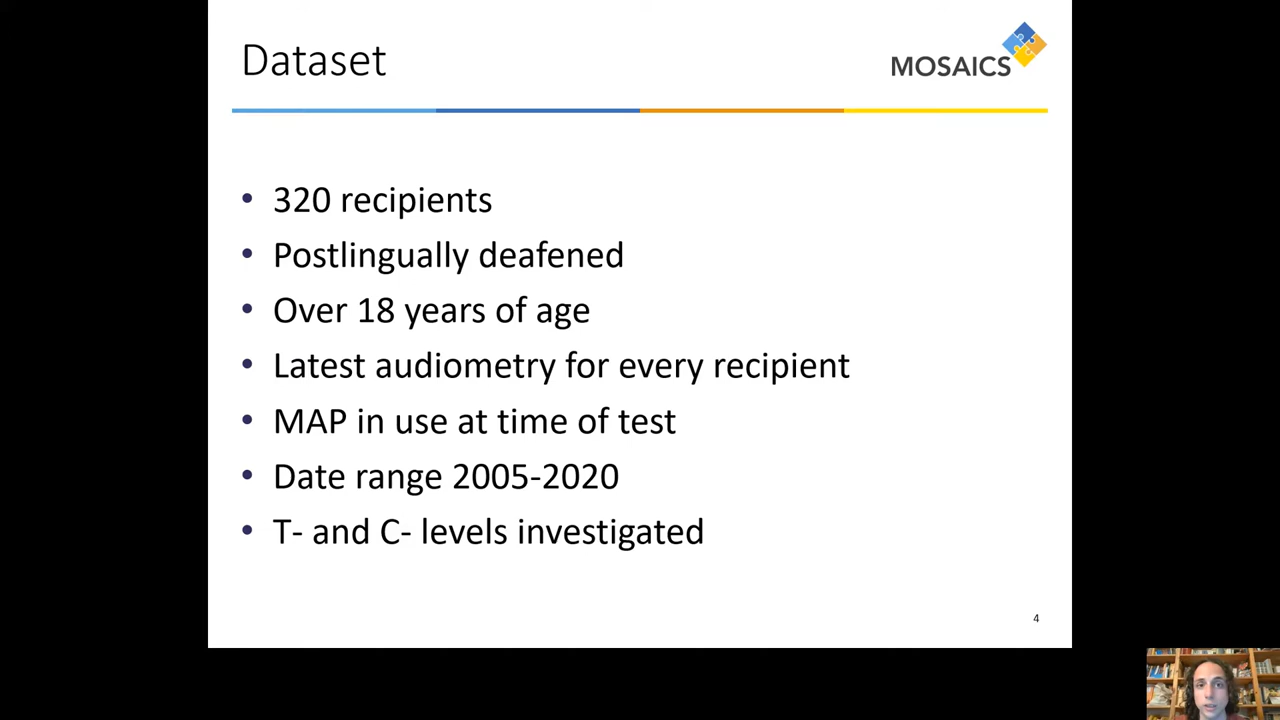 Dataset
MOSAICS
• 320 recipients
• Postlingually deafened
• Over 18 years of age
• Latest audiometry for every recipient
• MAP in use at time of test
• Date range 2005-2020
• T- and C- levels investigated
4